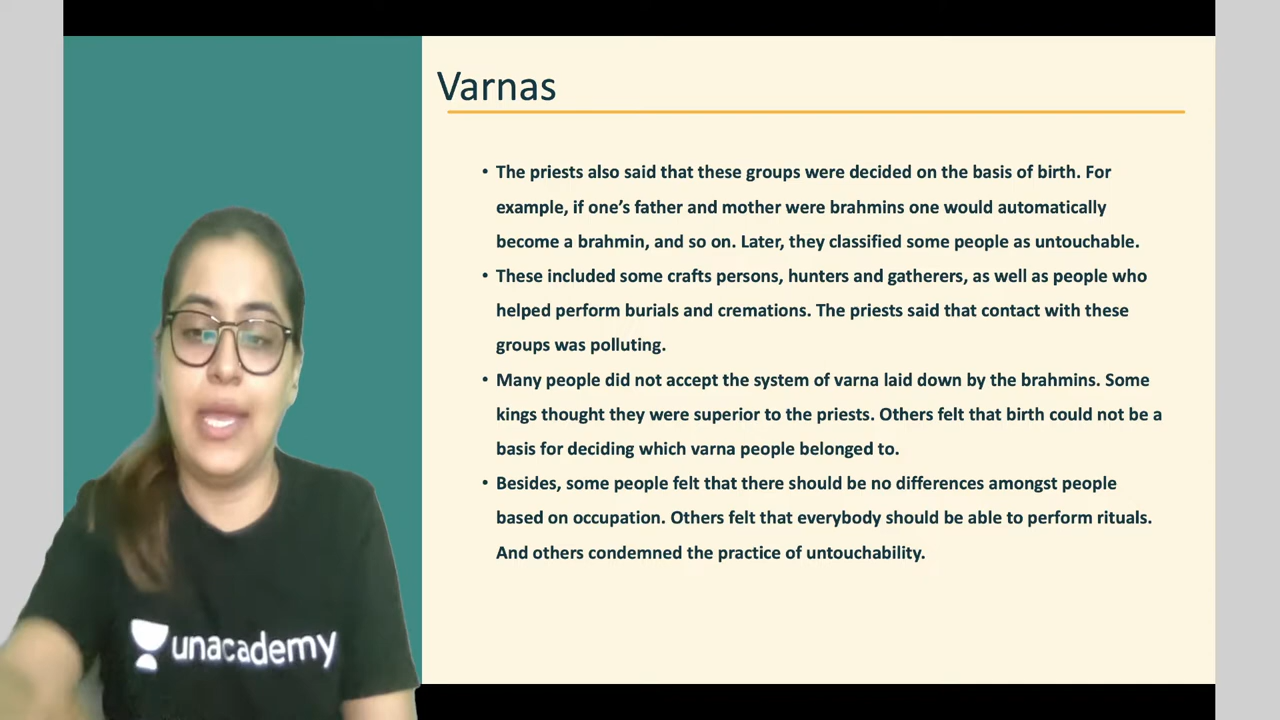 Varnas
• The priests also said that these groups were decided on the basis of birth. For
example, if one’s father and mother were brahmins one would automatically
become a brahmin, and so on. Later, they classified some people as untouchable.
• These included some crafts persons, hunters and gatherers, as well as people who
helped perform burials and cremations. The priests said that contact with these
groups was polluting.
• Many people did not accept the system of varna laid down by the brahmins. Some
kings thought they were superior to the priests. Others felt that birth could not be a
basis for deciding which varna people belonged to.
• Besides, some people felt that there should be no differences amongst people
based on occupation. Others felt that everybody should be able to perform rituals.
And others condemned the practice of untouchability.
unacademy